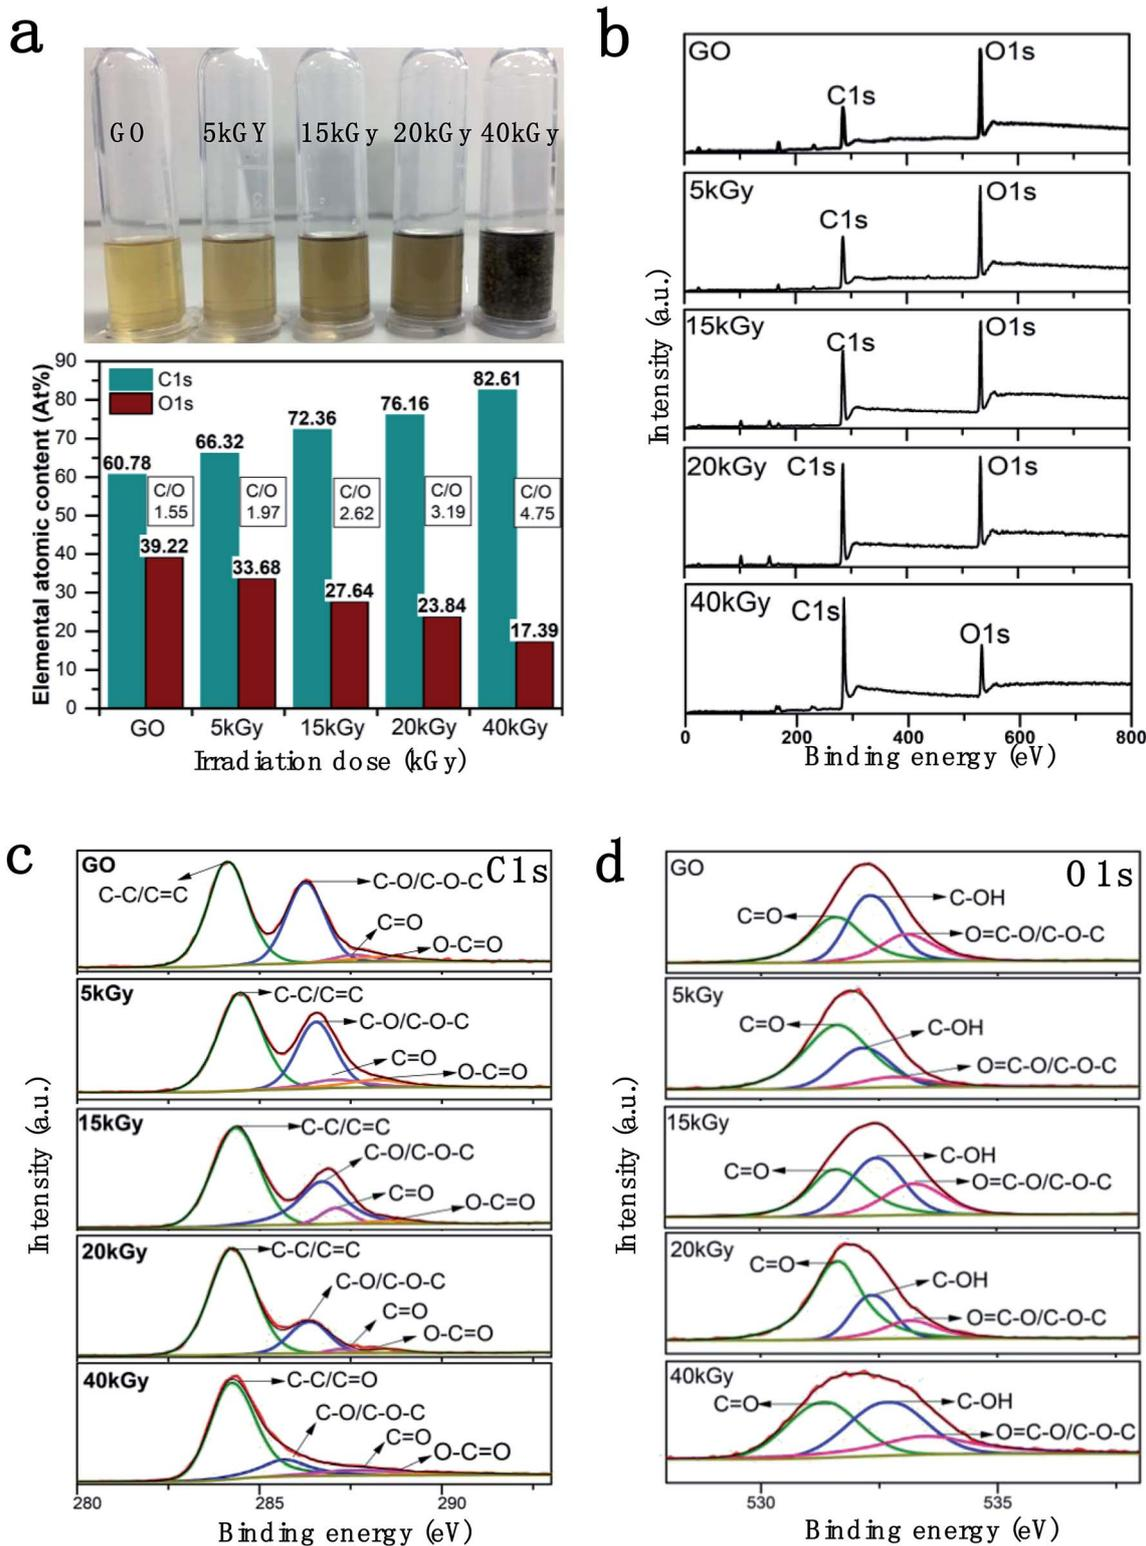 a
GO 5kGY 15kGy 20kGy 40kGy
90
80
70
60
50
40
30
20
10
0
Elemental atomic content (At%)
C1s
O1s
60.78
66.32
72.36
76.16
82.61
C/O
1.55
C/O
1.97
C/O
2.62
C/O
3.19
C/O
4.75
39.22
33.68
27.64
23.84
17.39
GO 5kGy 15kGy 20kGy 40kGy
Irradiation dose (kGy)
b
GO
C1s
O1s
5kGy
C1s
O1s
15kGy
C1s
O1s
20kGy
C1s
O1s
40kGy
C1s
O1s
Intensity (a.u.)
0 200 400 600 800
Binding energy (eV)
c
GO
C1s
C-C/C=C
C-O/C-O-C
C=O
O-C=O
5kGy
C-C/C=C
C-O/C-O-C
C=O
O-C=O
15kGy
C-C/C=C
C-O/C-O-C
C=O
O-C=O
20kGy
C-C/C=C
C-O/C-O-C
C=O
O-C=O
40kGy
C-C/C=O
C-O/C-O-C
C=O
O-C=O
Intensity (a.u.)
280 285 290
Binding energy (eV)
d
GO
O1s
C=O
C-OH
O=C-O/C-O-C
5kGy
C=O
C-OH
O=C-O/C-O-C
15kGy
C=O
C-OH
O=C-O/C-O-C
20kGy
C=O
C-OH
O=C-O/C-O-C
40kGy
C=O
C-OH
O=C-O/C-O-C
Intensity (a.u.)
530 535
Binding energy (eV)